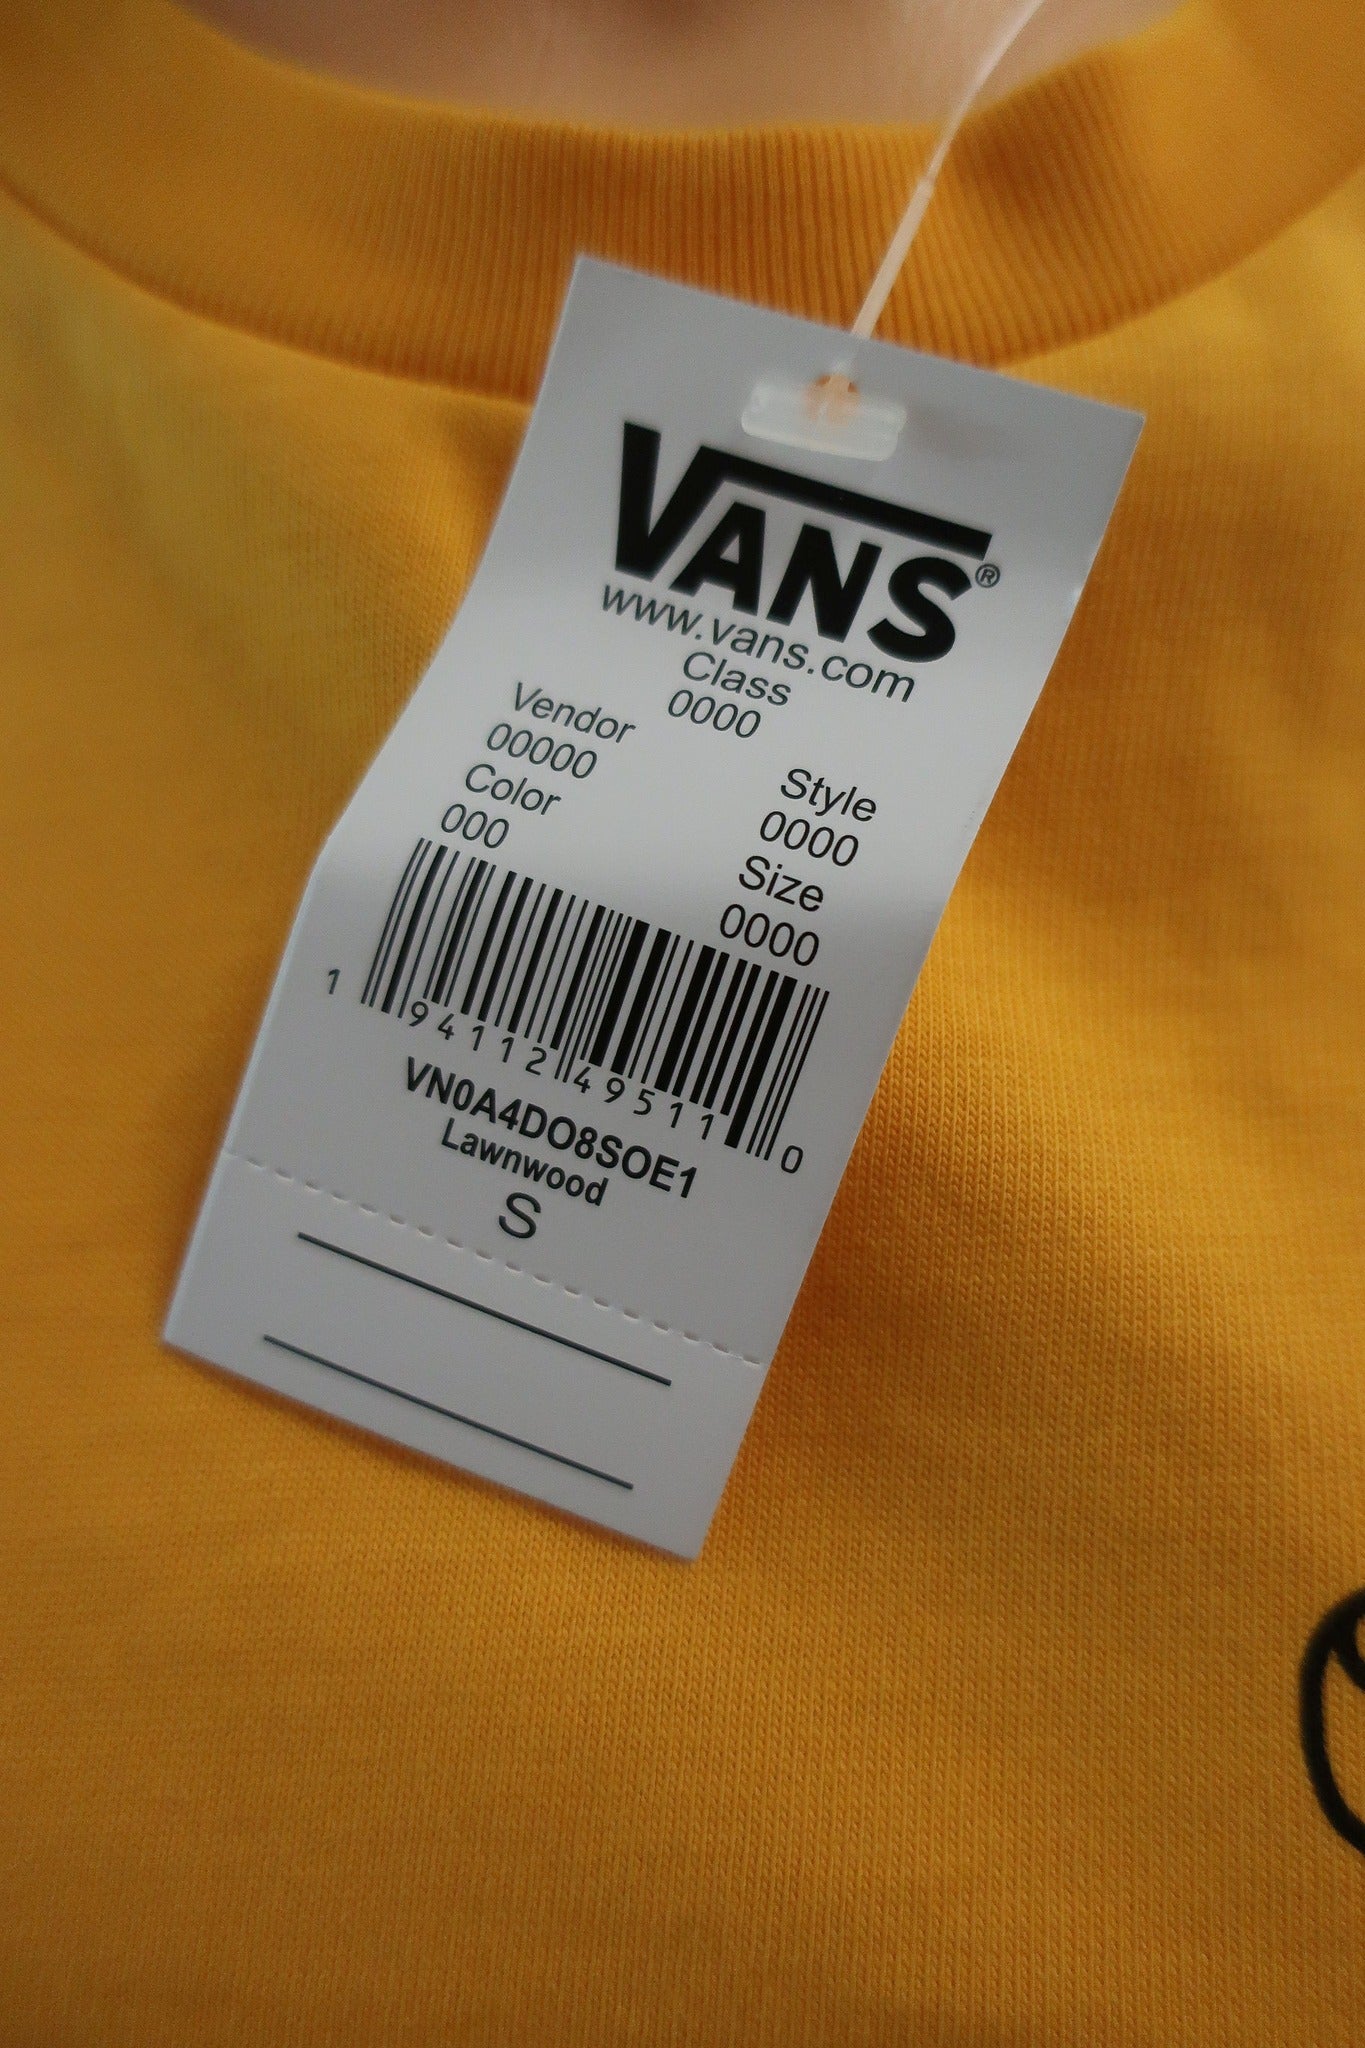 VANS®
www.vans.com
Class
0000
Vendor
00000
Style
0000
Color
000
Size
0000
1 94112 49511 0
VN0A4DO8SOE1
Lawnwood
S